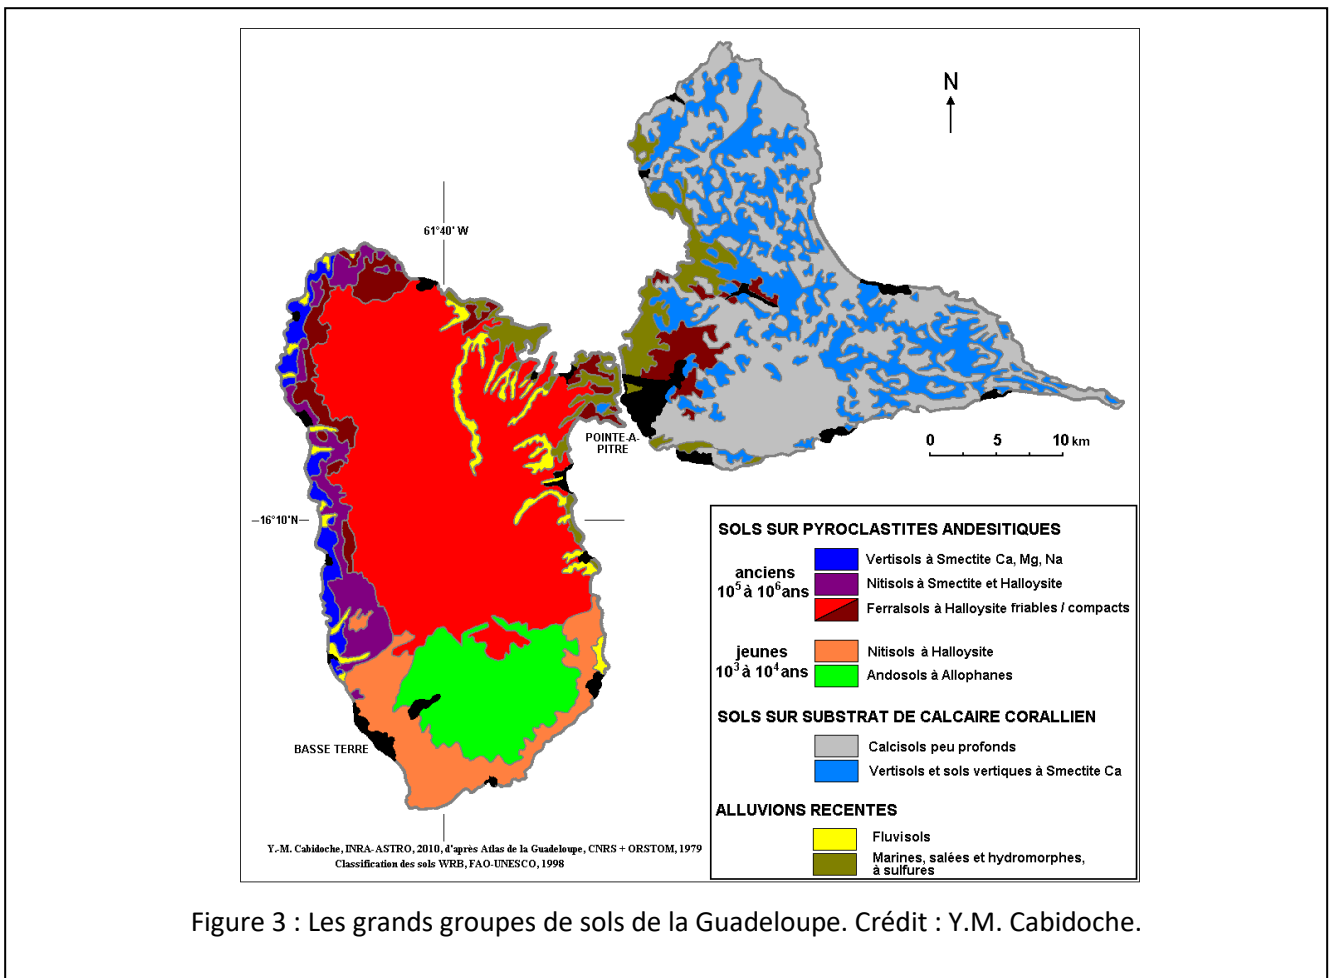 N
61°40' W
POINTE-A-
PITRE
0 5 10 km
16°10'N
BASSE TERRE
SOLS SUR PYROCLASTITES ANDESITIQUES
anciens
10⁵ à 10⁶ ans
Vertisols à Smectite Ca, Mg, Na
Nitisols à Smectite et Halloysite
Ferralsols à Halloysite friables / compacts
jeunes
10³ à 10⁴ ans
Nitisols à Halloysite
Andosols à Allophanes
SOLS SUR SUBSTRAT DE CALCAIRE CORALLIEN
Calcisols peu profonds
Vertisols et sols vertiques à Smectite Ca
ALLUVIONS RECENTES
Fluvisols
Marines, salées et hydromorphes,
à sulfures
Y.-M. Cabidoche, INRA-ASTRO, 2010, d'après Atlas de la Guadeloupe, CNRS + ORSTOM, 1979
Classification des sols WRB, FAO-UNESCO, 1998
Figure 3 : Les grands groupes de sols de la Guadeloupe. Crédit : Y.M. Cabidoche.